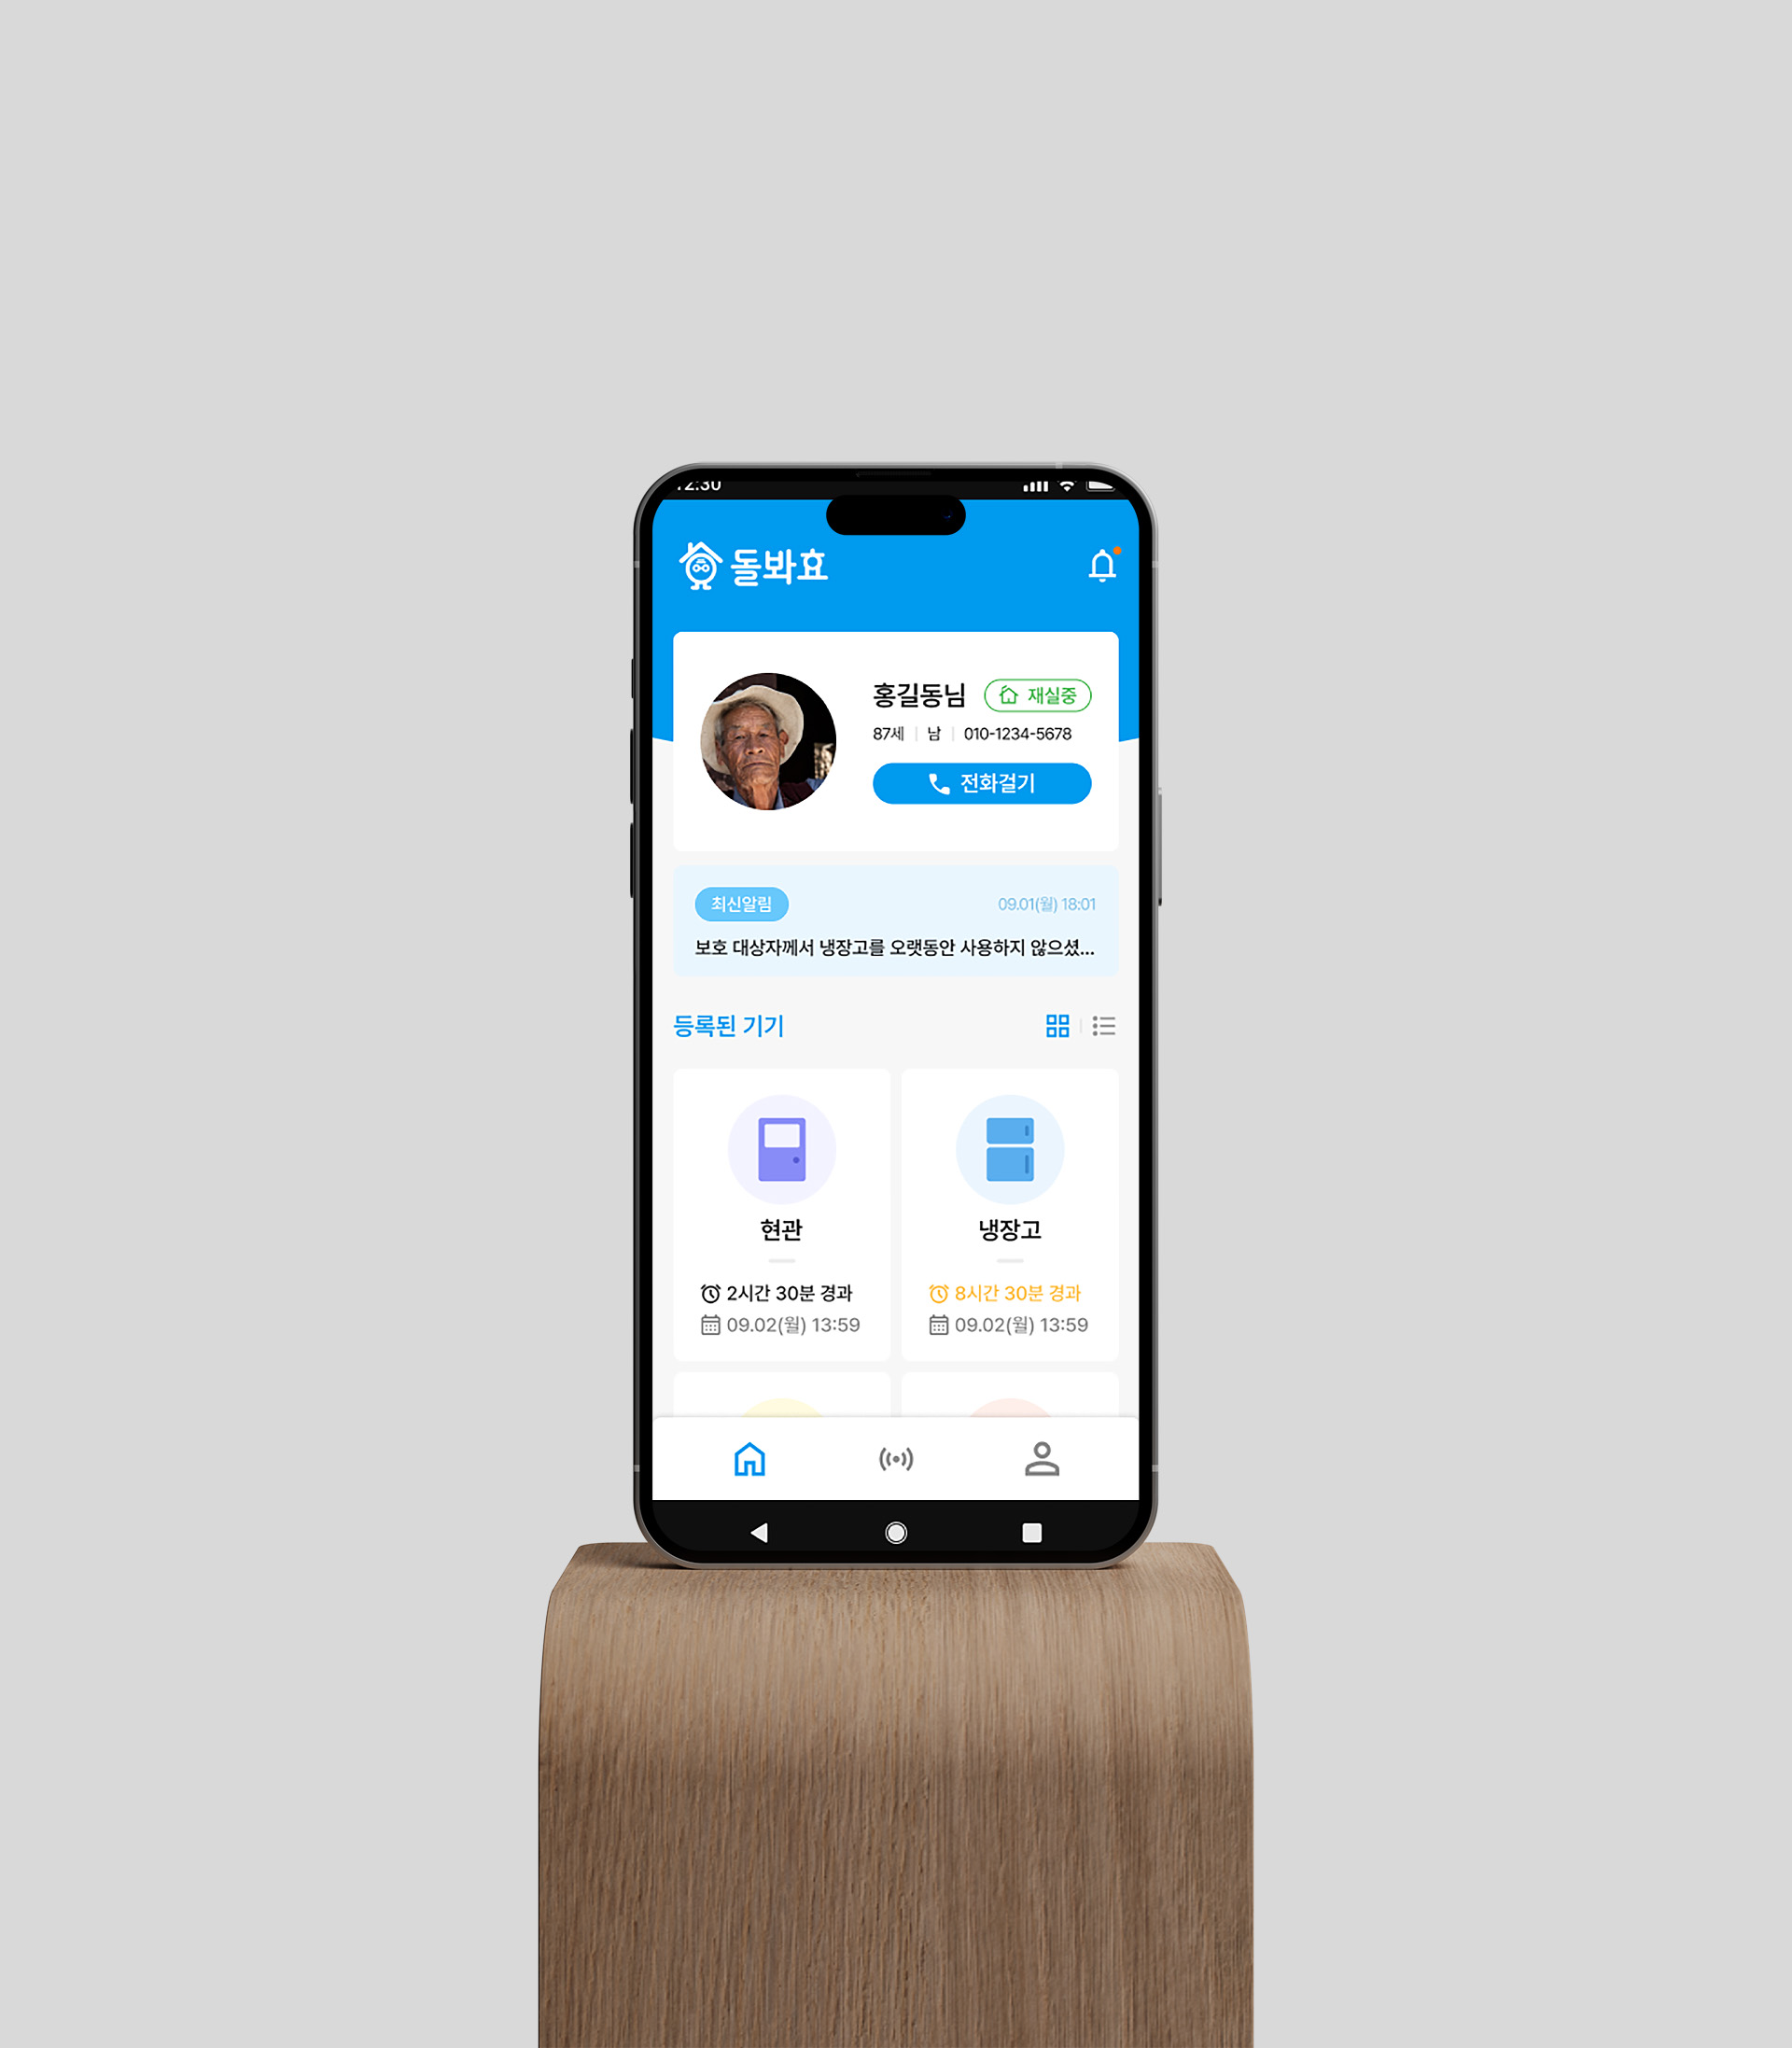 12:30
돌봐효
홍길동님 재실중
87세 | 남 | 010-1234-5678
전화걸기
최신알림 09.01(월) 18:01
보호 대상자께서 냉장고를 오랫동안 사용하지 않으셨...
등록된 기기
현관
2시간 30분 경과
09.02(월) 13:59
냉장고
8시간 30분 경과
09.02(월) 13:59